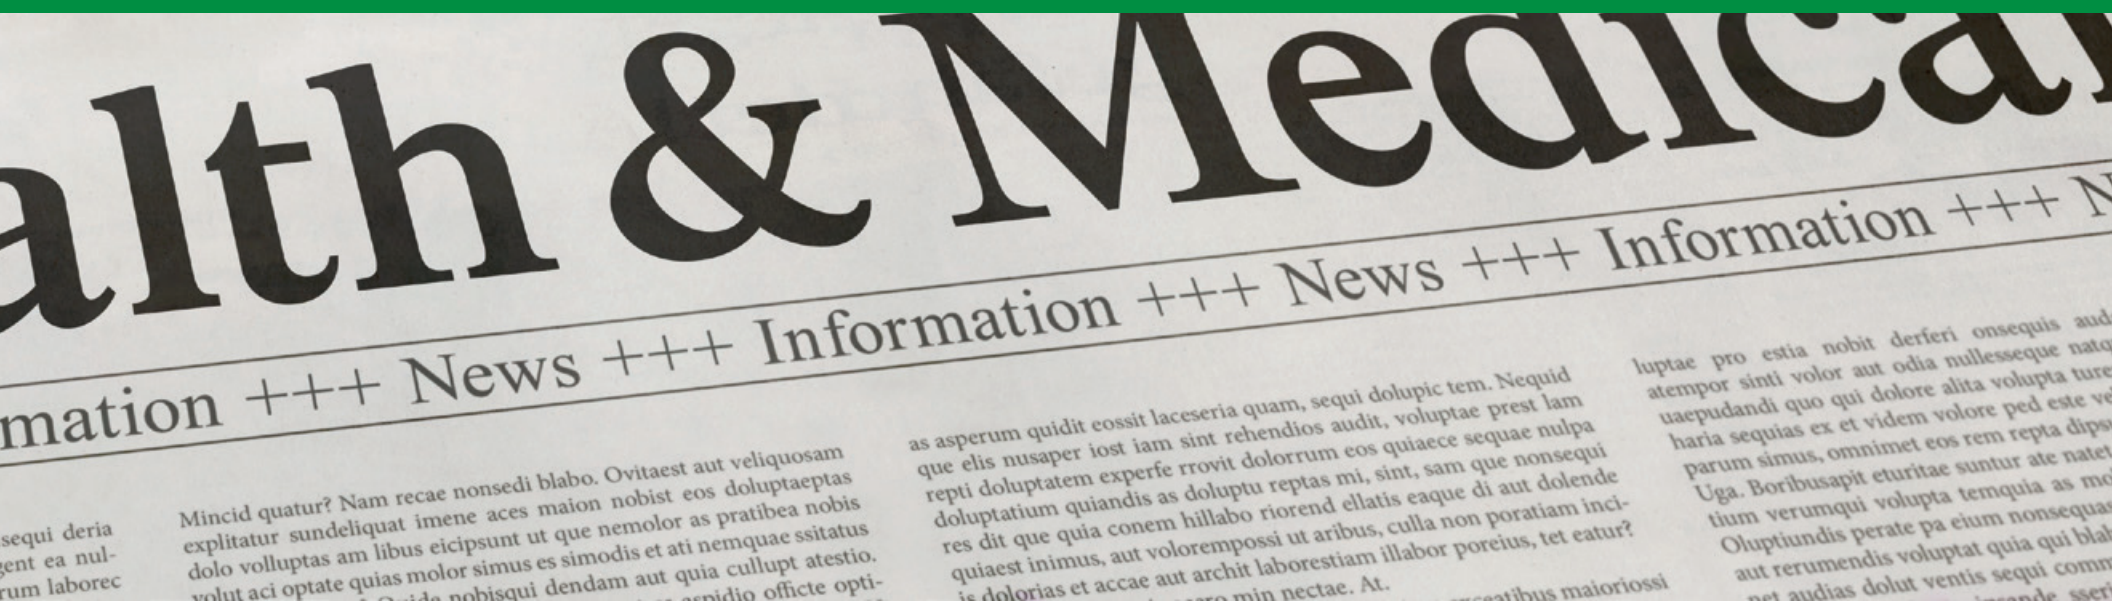 alth & Medical
mation +++ News +++ Information +++ News +++ Information +++ N
sequi deria
gent ea nul-
rum laborec
Mincid quatur? Nam recae nonsedi blabo. Ovitaest aut veliquosam
explitatur sundeliquat imene aces maion nobist eos doluptaeptas
dolo volluptas am libus eicipsunt ut que nemolor as pratibea nobis
volut aci optate quias molor simus es simodis et ati nemquae ssitatus
nobisqui dendam aut quia cullupt atestio.
officte opti-
as asperum quidit eossit laceseria quam, sequi dolupic tem. Nequid
que elis nusaper iost iam sint rehendios audit, voluptae prest lam
repti doluptatem experfe rrovit dolorrum eos quiaece sequae nulpa
doluptatium quiandis as doluptu reptas mi, sint, sam que nonsequi
res dit que quia conem hillabo riorend ellatis eaque di aut dolende
quiaest inimus, aut volorempossi ut aribus, culla non poratiam inci-
is dolorias et accae aut archit laborestiam illabor poreius, tet eatur?
min nectae. At.
maioriossi
luptae pro estia nobit derferi onsequis aud
atempor sinti volor aut odia nullesseque natq
uaepudandi quo qui dolore alita volupta ture
haria sequias ex et videm volore ped este ve
parum simus, omnimet eos rem repta dips
Uga. Boribusapit eturitae suntur ate natet
tium verumqui volupta temquia as mo
Oluptiundis perate pa eium nonsequa
aut rerumendis voluptat quia qui blab
audias dolut ventis sequi comm